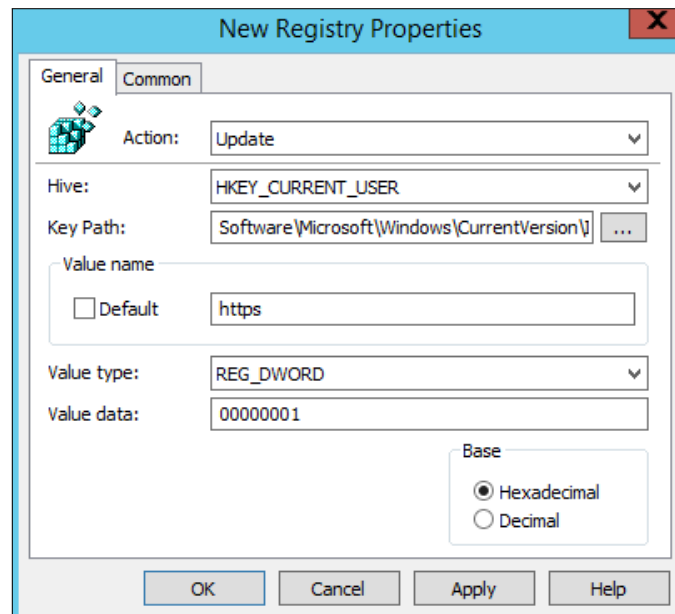 New Registry Properties
X
General Common
Action: Update
Hive: HKEY_CURRENT_USER
Key Path: Software\Microsoft\Windows\CurrentVersion\ ...
Value name
Default https
Value type: REG_DWORD
Value data: 00000001
Base
Hexadecimal
Decimal
OK Cancel Apply Help